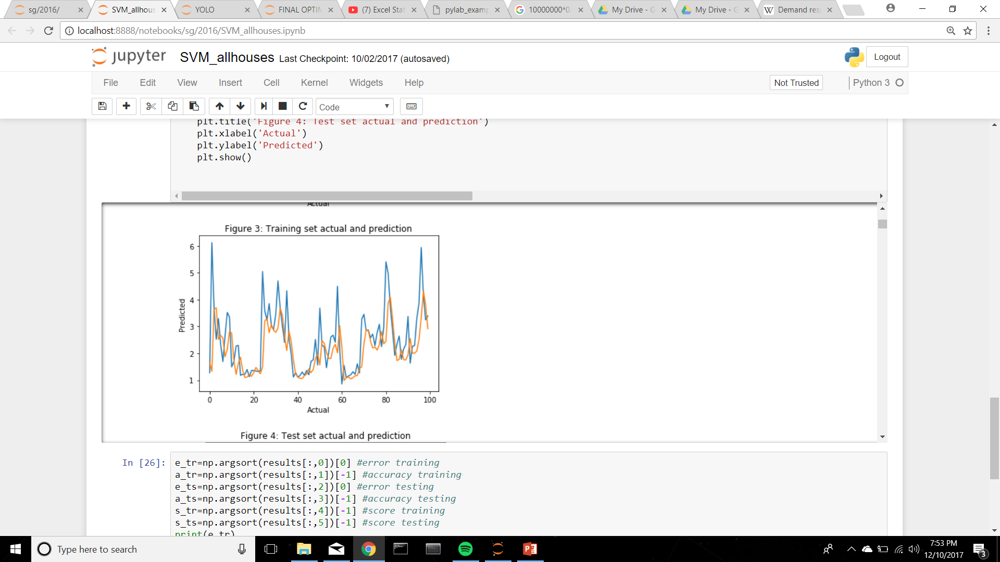 sg/2016/
SVM_allhous
YOLO
FINAL OPTIM
(7) Excel Stat
pylab_examp
10000000*0.
My Drive - G
My Drive - G
Demand resp
localhost:8888/notebooks/sg/2016/SVM_allhouses.ipynb
jupyter SVM_allhouses Last Checkpoint: 10/02/2017 (autosaved)
Logout
File Edit View Insert Cell Kernel Widgets Help
Not Trusted
Python 3
Code
plt.title('Figure 4: Test set actual and prediction')
plt.xlabel('Actual')
plt.ylabel('Predicted')
plt.show()
Actual
Figure 3: Training set actual and prediction
6
5
4
3
2
1
Predicted
0 20 40 60 80 100
Actual
Figure 4: Test set actual and prediction
In [26]:
e_tr=np.argsort(results[:,0])[0] #error training
a_tr=np.argsort(results[:,1])[-1] #accuracy training
e_ts=np.argsort(results[:,2])[0] #error testing
a_ts=np.argsort(results[:,3])[-1] #accuracy testing
s_tr=np.argsort(results[:,4])[-1] #score training
s_ts=np.argsort(results[:,5])[-1] #score testing
print(e_tr)
Type here to search
7:53 PM
12/10/2017
3